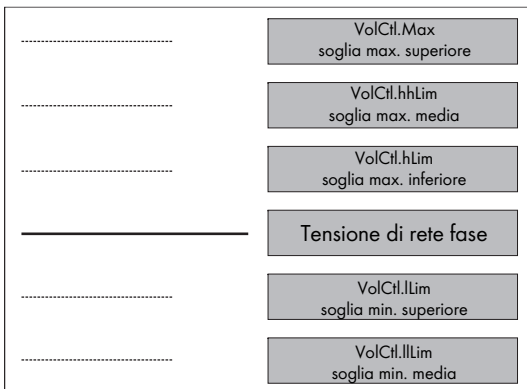 VolCtl.Max
soglia max. superiore
VolCtl.hhLim
soglia max. media
VolCtl.hLim
soglia max. inferiore
Tensione di rete fase
VolCtl.lLim
soglia min. superiore
VolCtl.llLim
soglia min. media